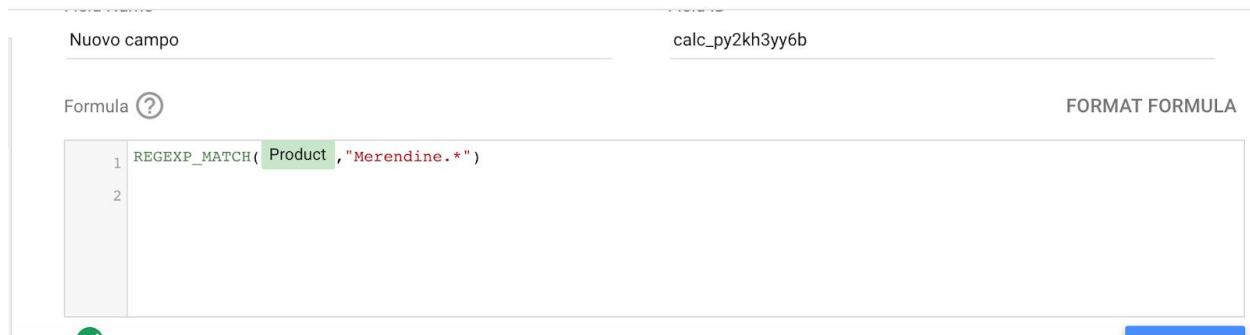 Nuovo campo
calc_py2kh3yy6b
Formula ?
FORMAT FORMULA
1 REGEXP_MATCH( Product ,"Merendine.*")
2